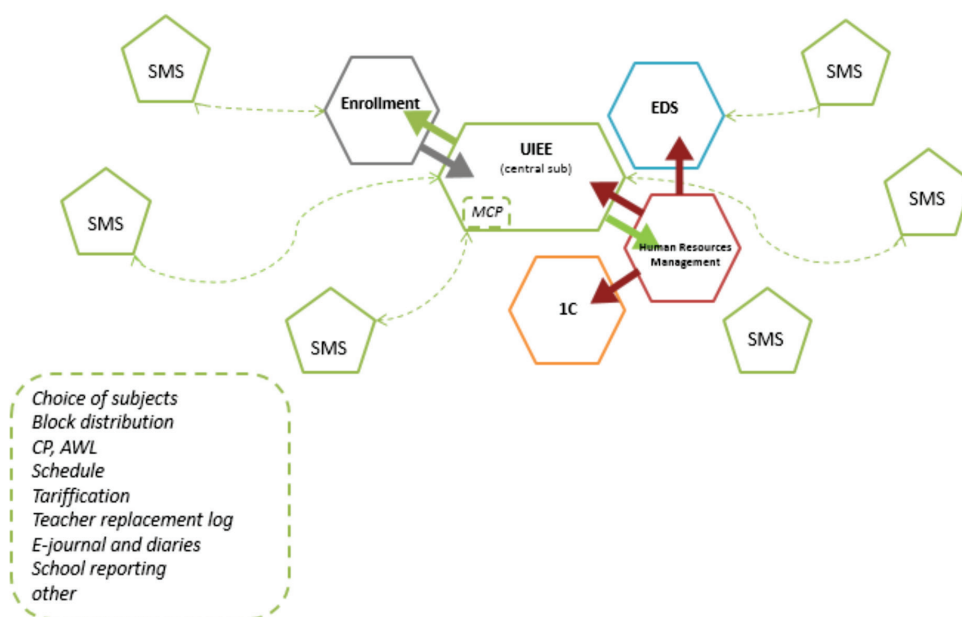 SMS
SMS
Enrollment
EDS
UIEE
(central sub)
SMS
SMS
MCP
Human Resources
Management
1C
SMS
SMS
Choice of subjects
Block distribution
CP, AWL
Schedule
Tariffication
Teacher replacement log
E-journal and diaries
School reporting
other